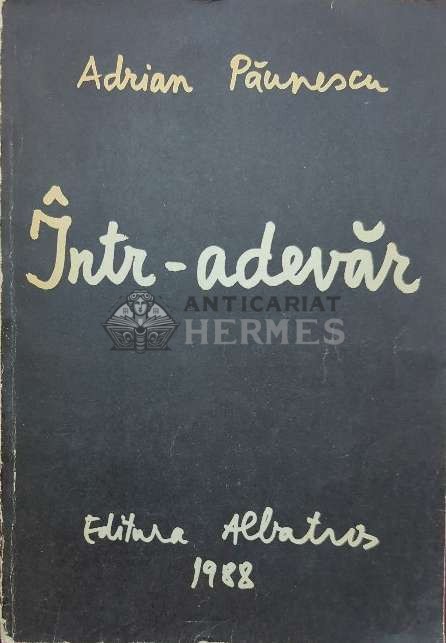 Adrian Păunescu
Într-adevăr
ANTICARIAT
HERMES
Editura Albatros
1988